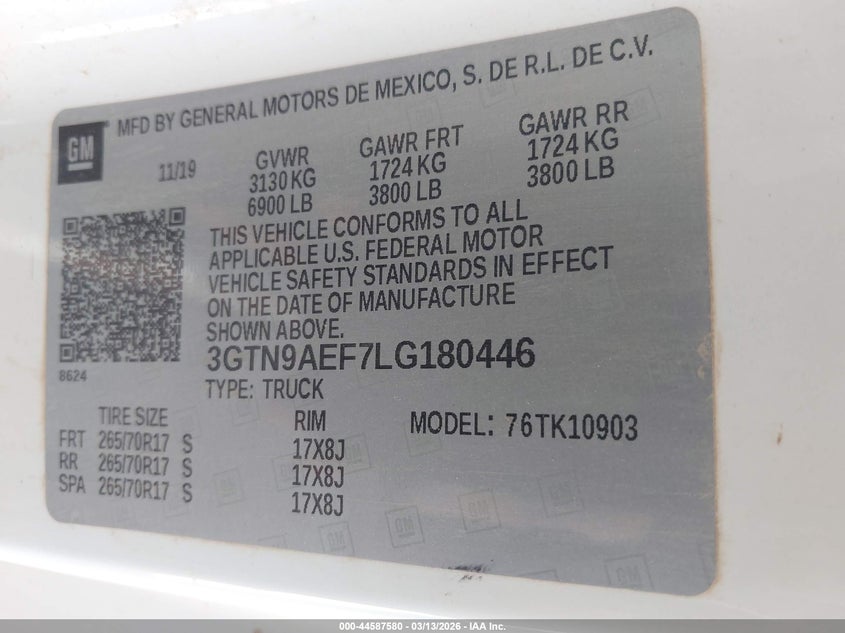 GM
MFD BY GENERAL MOTORS DE MEXICO, S. DE R.L. DE C.V.
11/19
GVWR
3130 KG
6900 LB
GAWR FRT
1724 KG
3800 LB
GAWR RR
1724 KG
3800 LB
THIS VEHICLE CONFORMS TO ALL
APPLICABLE U.S. FEDERAL MOTOR
VEHICLE SAFETY STANDARDS IN EFFECT
ON THE DATE OF MANUFACTURE
SHOWN ABOVE.
8624
3GTN9AEF7LG180446
TYPE: TRUCK
TIRE SIZE RIM MODEL: 76TK10903
FRT 265/70R17 S 17X8J
RR 265/70R17 S 17X8J
SPA 265/70R17 S 17X8J
000-44587580 — 03/13/2026 — IAA Inc.